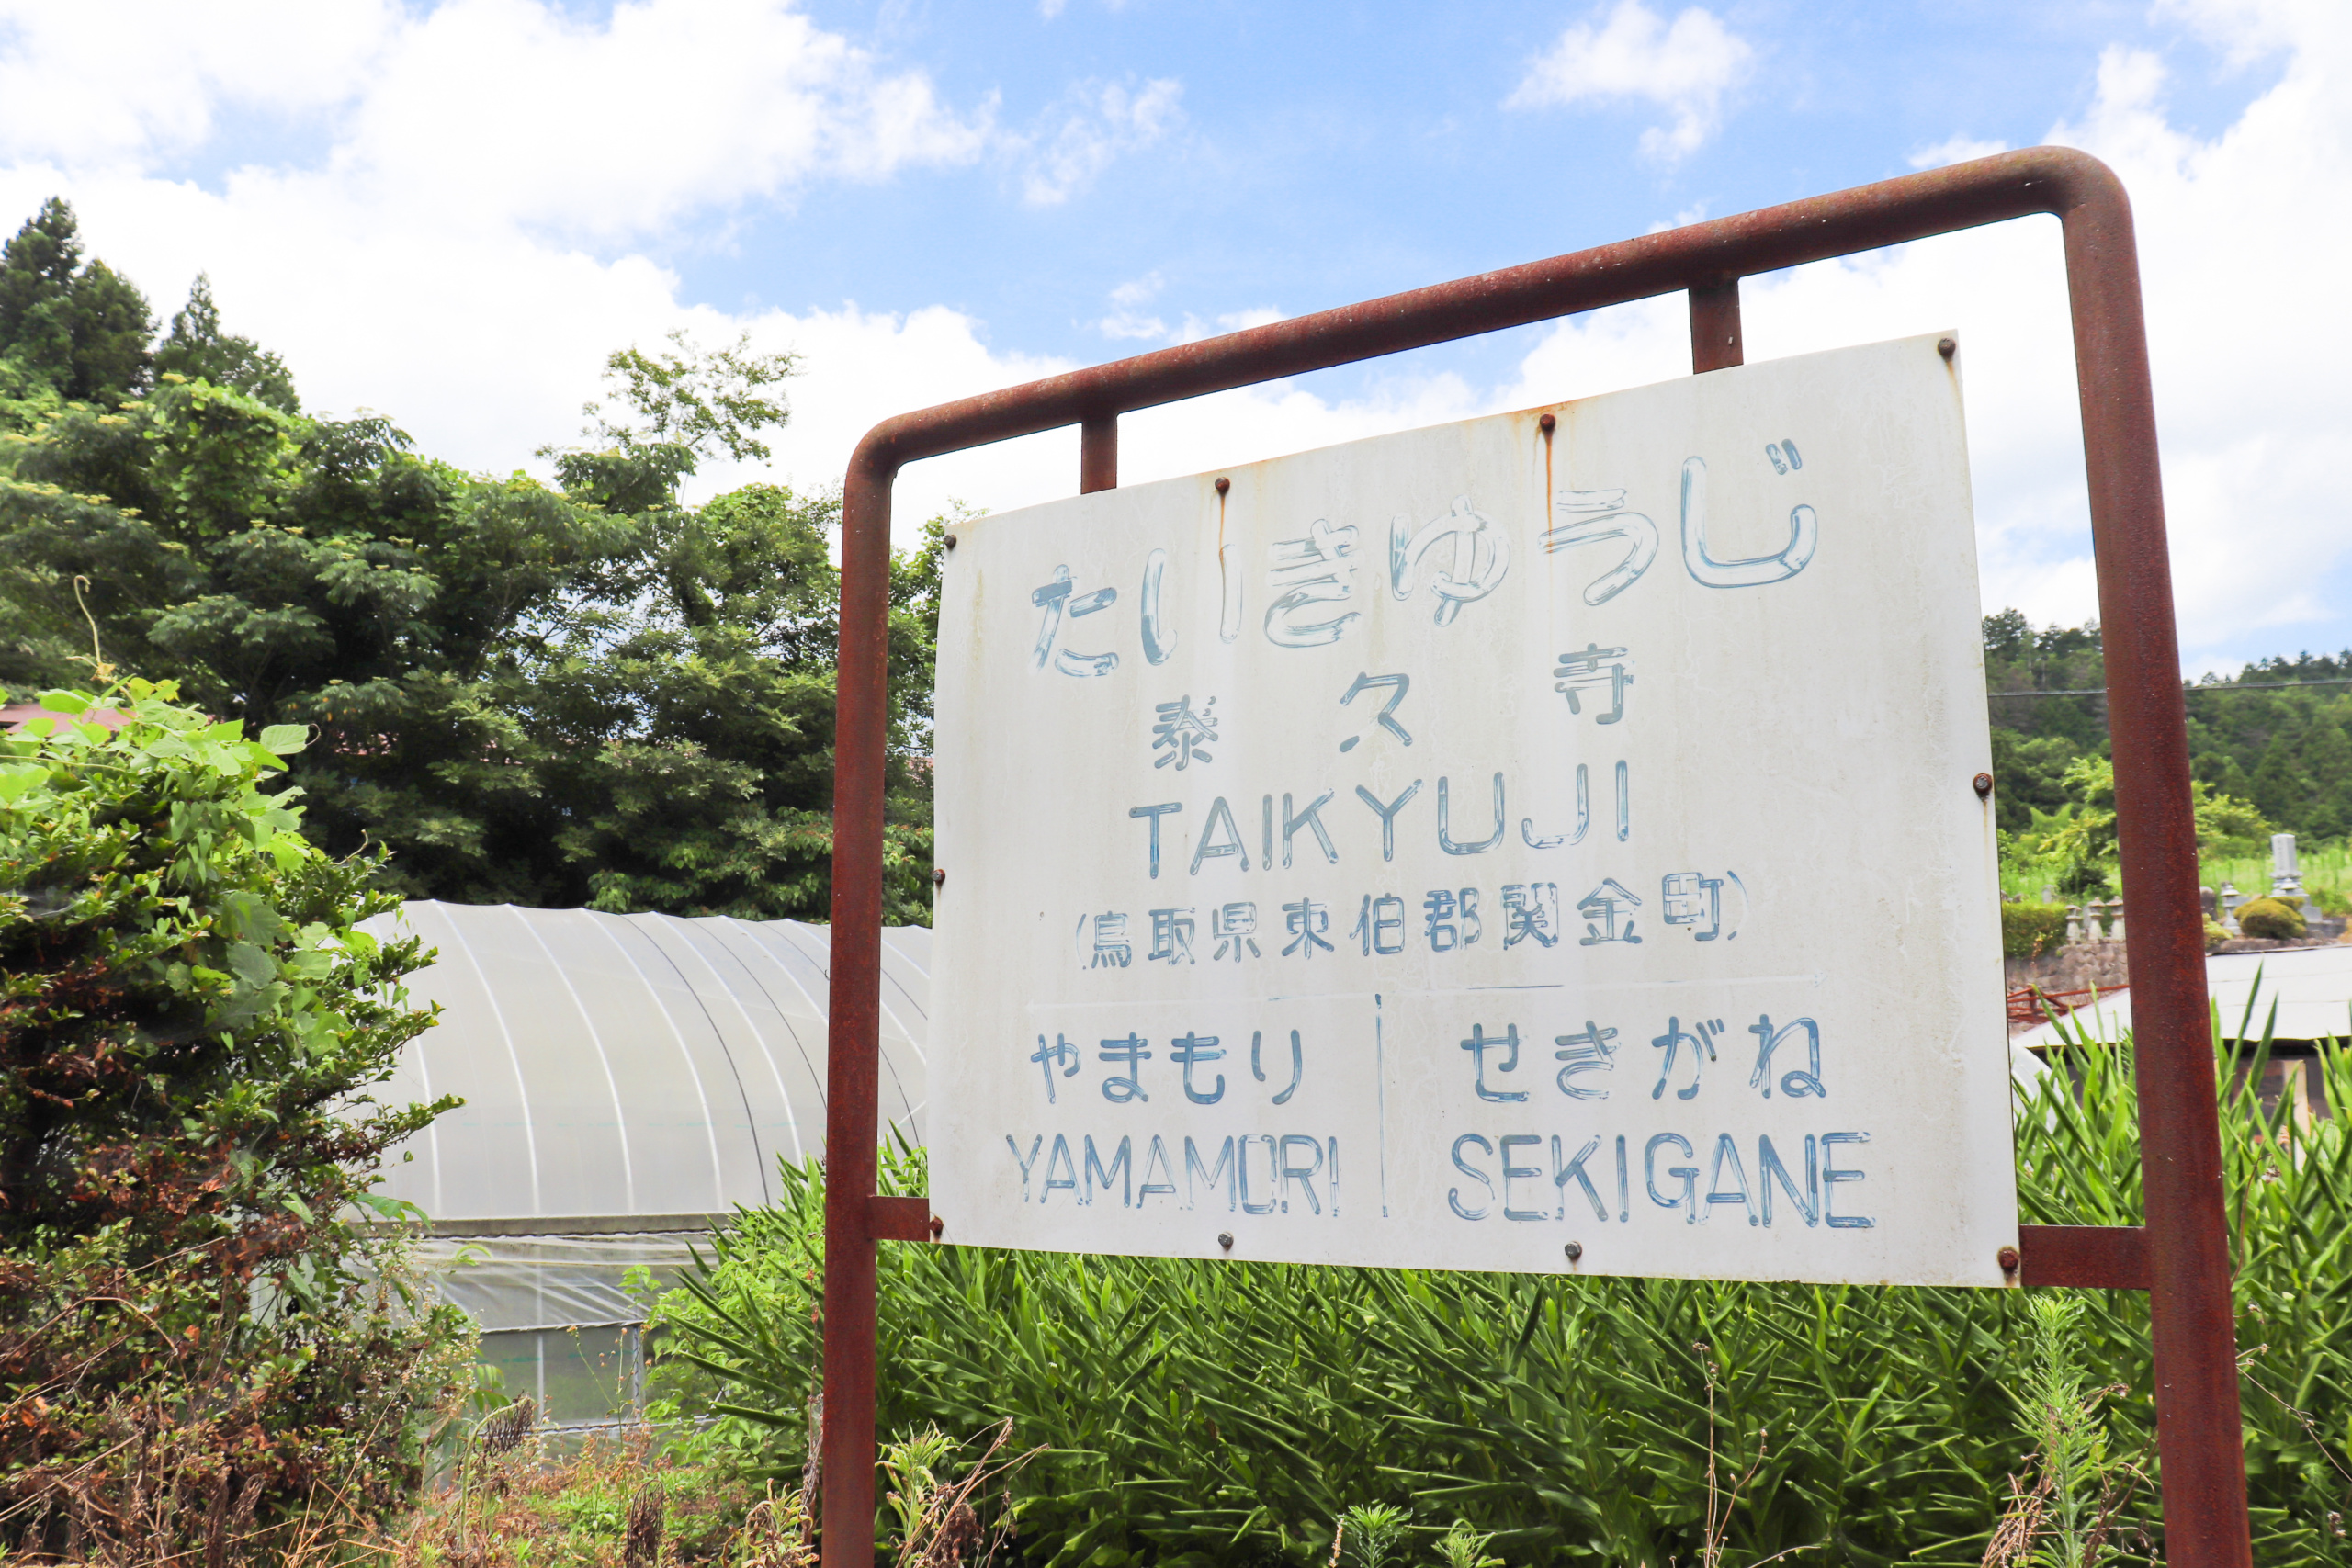 たいきゅうじ
泰久寺
TAIKYUJI
(鳥取県東伯郡関金町)
やまもり せきがね
YAMAMORI SEKIGANE